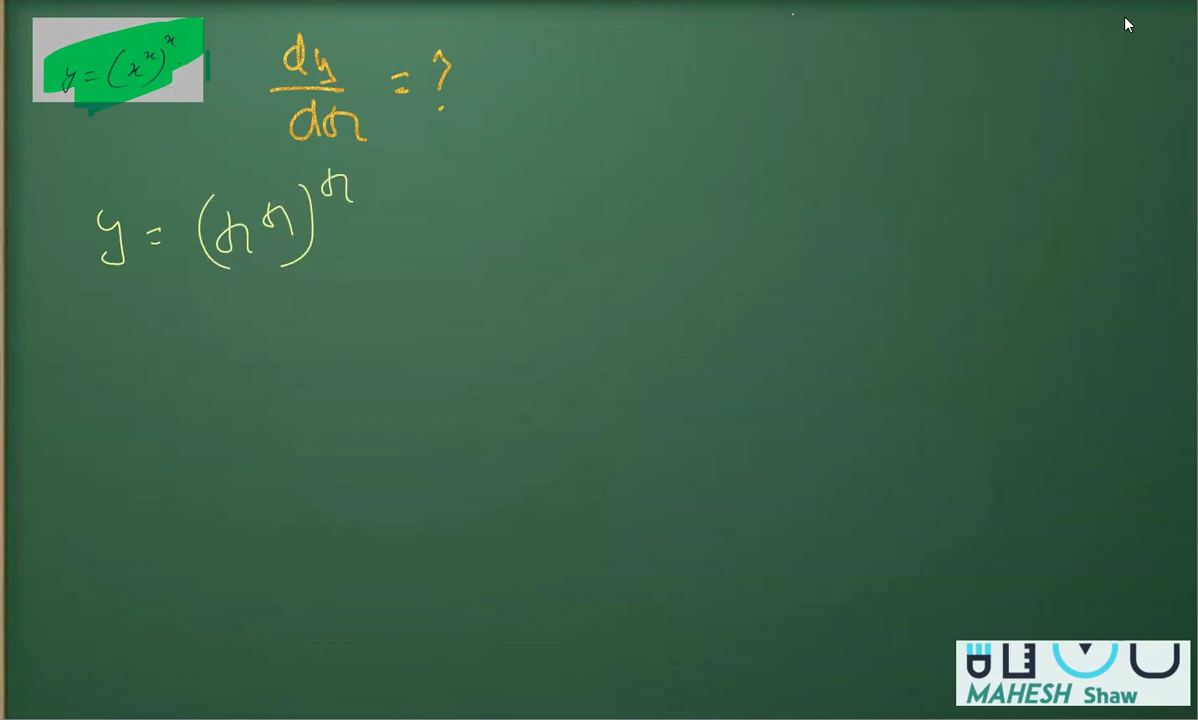 y = (x^x)^x
dy/dx = ?
y = (x^x)^x
MAHESH Shaw